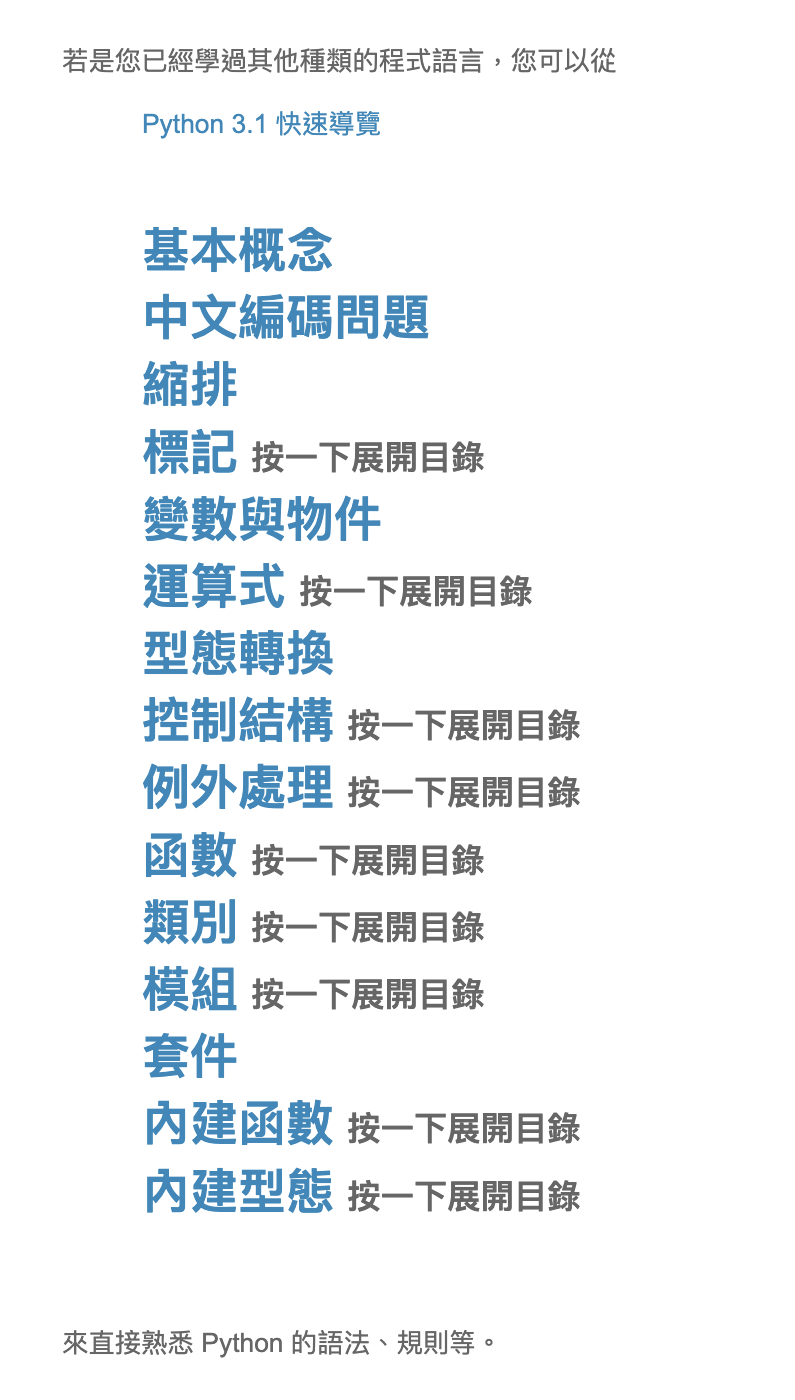 若是您已經學過其他種類的程式語言，您可以從
Python 3.1 快速導覽
基本概念
中文編碼問題
縮排
標記 按一下展開目錄
變數與物件
運算式 按一下展開目錄
型態轉換
控制結構 按一下展開目錄
例外處理 按一下展開目錄
函數 按一下展開目錄
類別 按一下展開目錄
模組 按一下展開目錄
套件
內建函數 按一下展開目錄
內建型態 按一下展開目錄
來直接熟悉 Python 的語法、規則等。